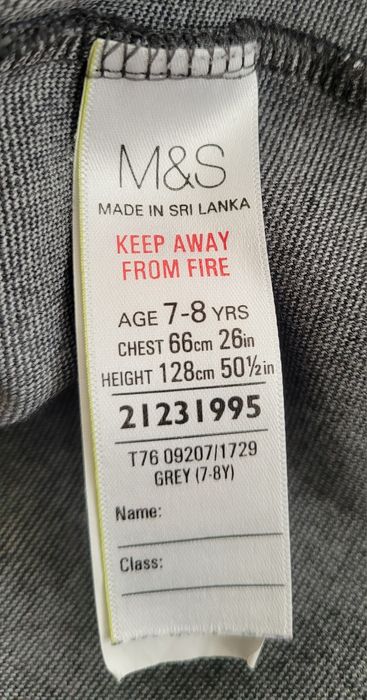 M&S
MADE IN SRI LANKA
KEEP AWAY
FROM FIRE
AGE 7-8 YRS
CHEST 66cm 26in
HEIGHT 128cm 50½in
21231995
T76 09207/1729
GREY (7-8Y)
Name:
Class: